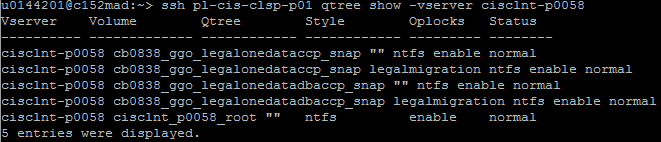 u0144201@c152mad:~> ssh pl-cis-clsp-p01 qtree show -vserver cisclnt-p0058
Vserver    Volume        Qtree        Style        Oplocks   Status
---------- ------------- ------------ ------------ --------- --------
cisclnt-p0058 cb0838_ggo_legalonedataccp_snap "" ntfs enable normal
cisclnt-p0058 cb0838_ggo_legalonedataccp_snap legalmigration ntfs enable normal
cisclnt-p0058 cb0838_ggo_legalonedatadbaccp_snap "" ntfs enable normal
cisclnt-p0058 cb0838_ggo_legalonedatadbaccp_snap legalmigration ntfs enable normal
cisclnt-p0058 cisclnt_p0058_root ""   ntfs         enable    normal
5 entries were displayed.